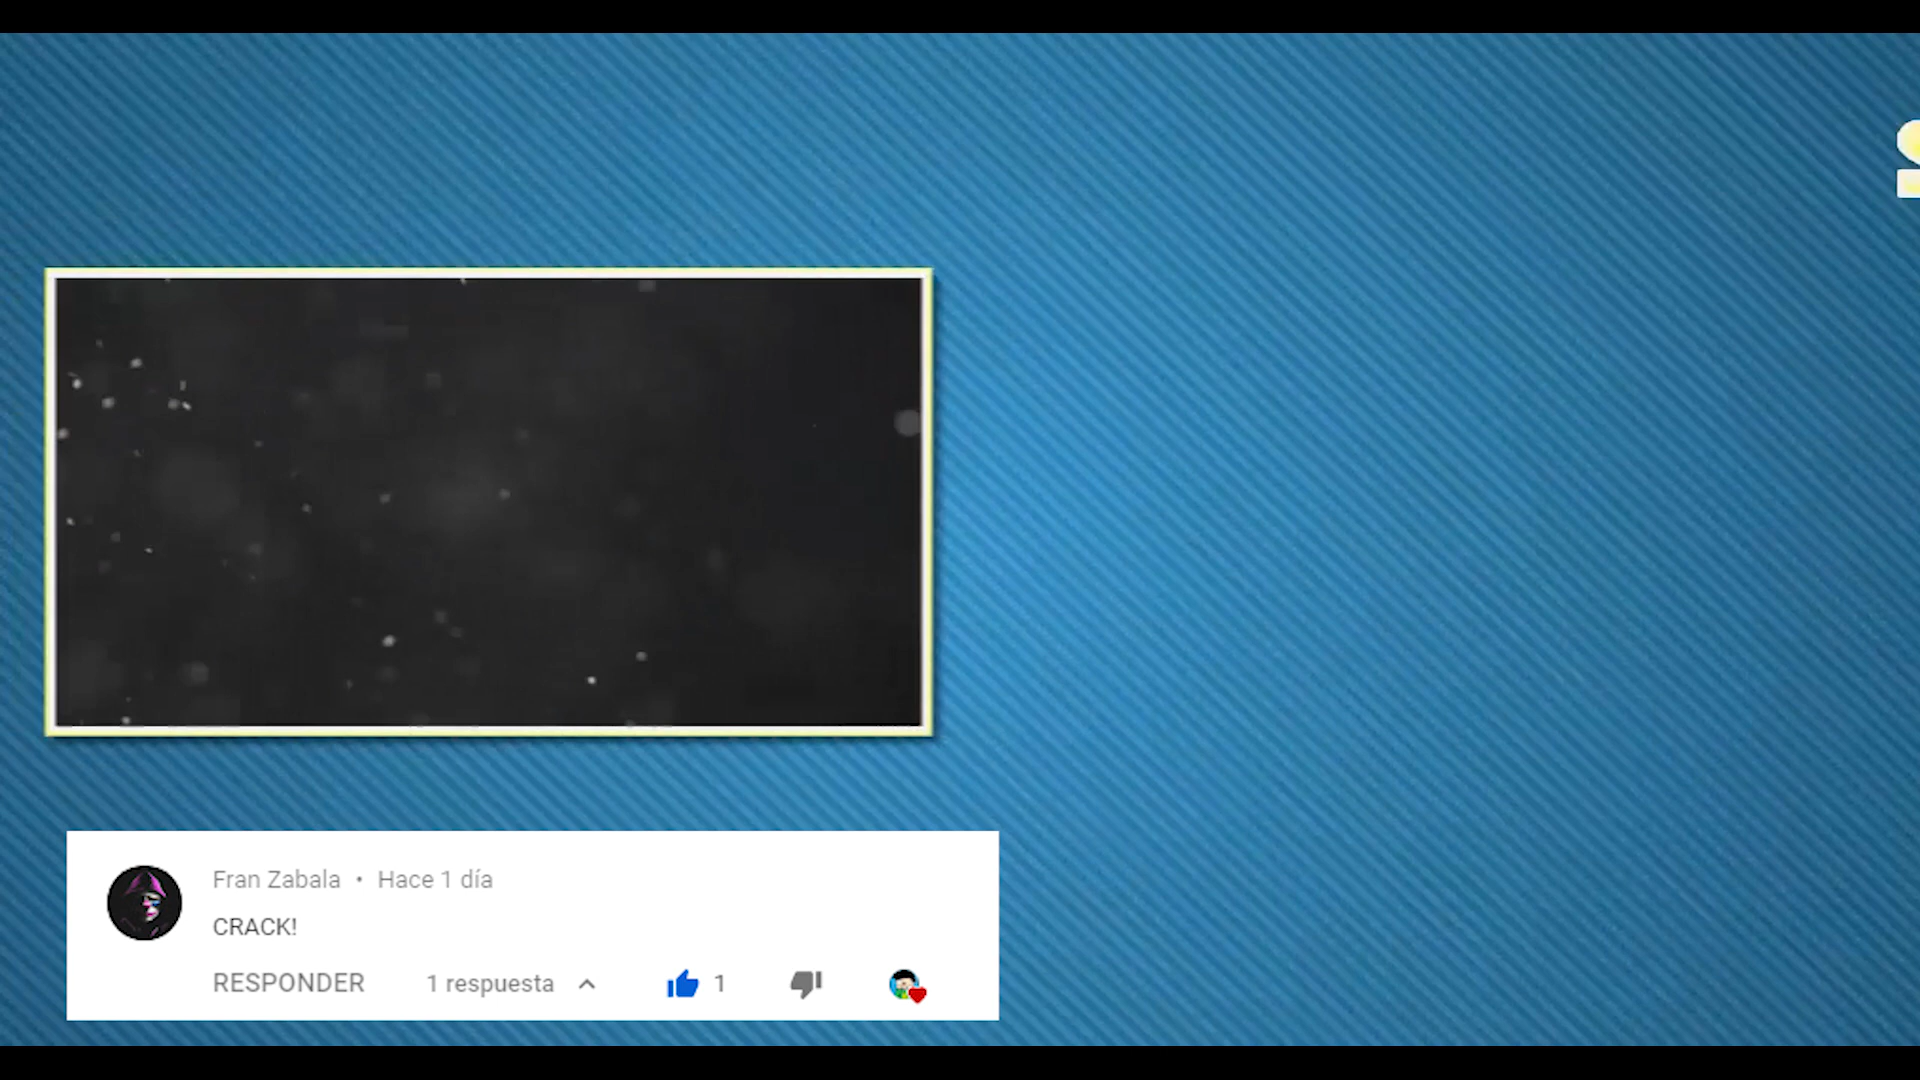 Fran Zabala • Hace 1 día
CRACK!
RESPONDER 1 respuesta 1